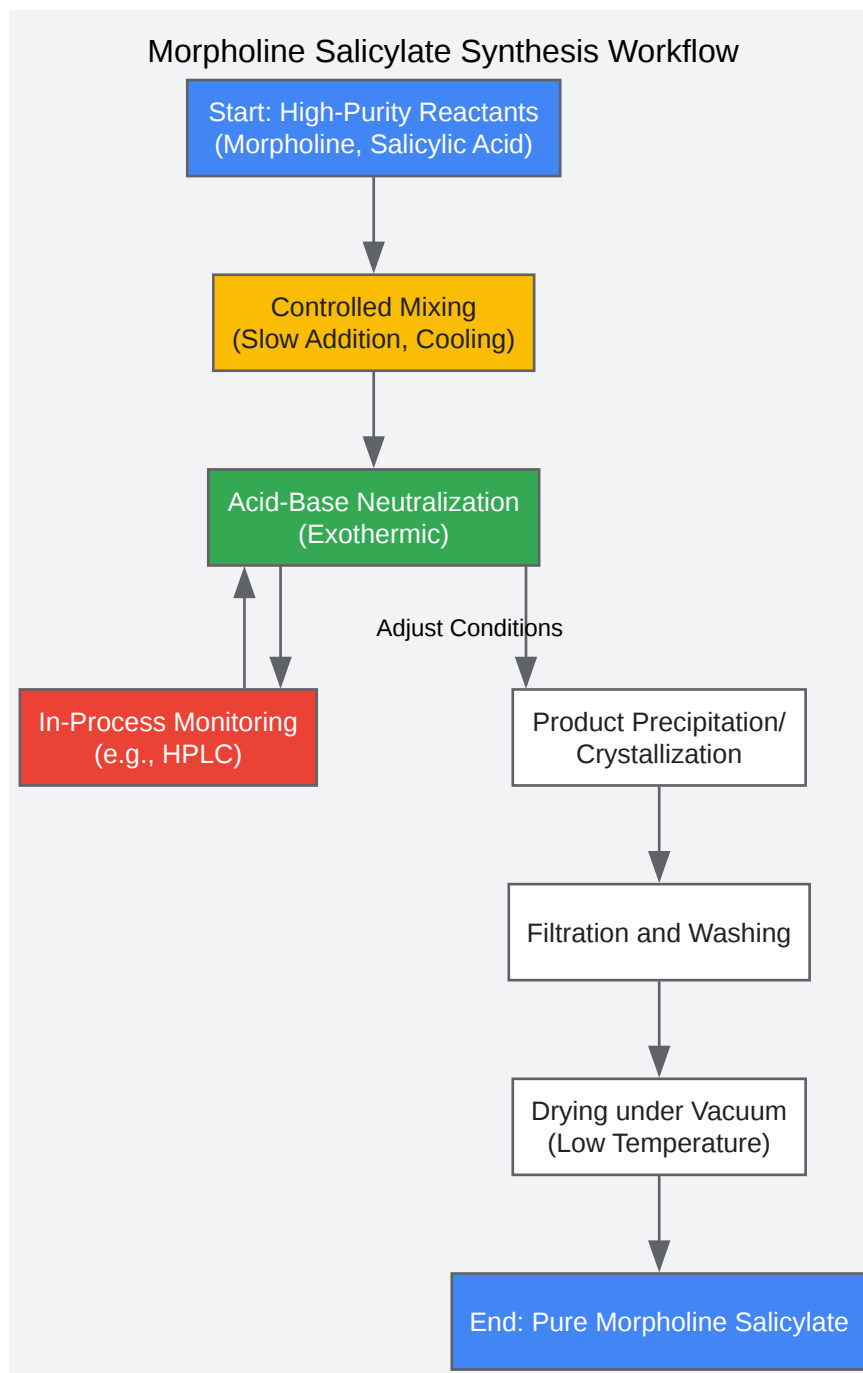 Morpholine Salicylate Synthesis Workflow
Start: High-Purity Reactants
(Morpholine, Salicylic Acid)
Controlled Mixing
(Slow Addition, Cooling)
Acid-Base Neutralization
(Exothermic)
Adjust Conditions
In-Process Monitoring
(e.g., HPLC)
Product Precipitation/
Crystallization
Filtration and Washing
Drying under Vacuum
(Low Temperature)
End: Pure Morpholine Salicylate